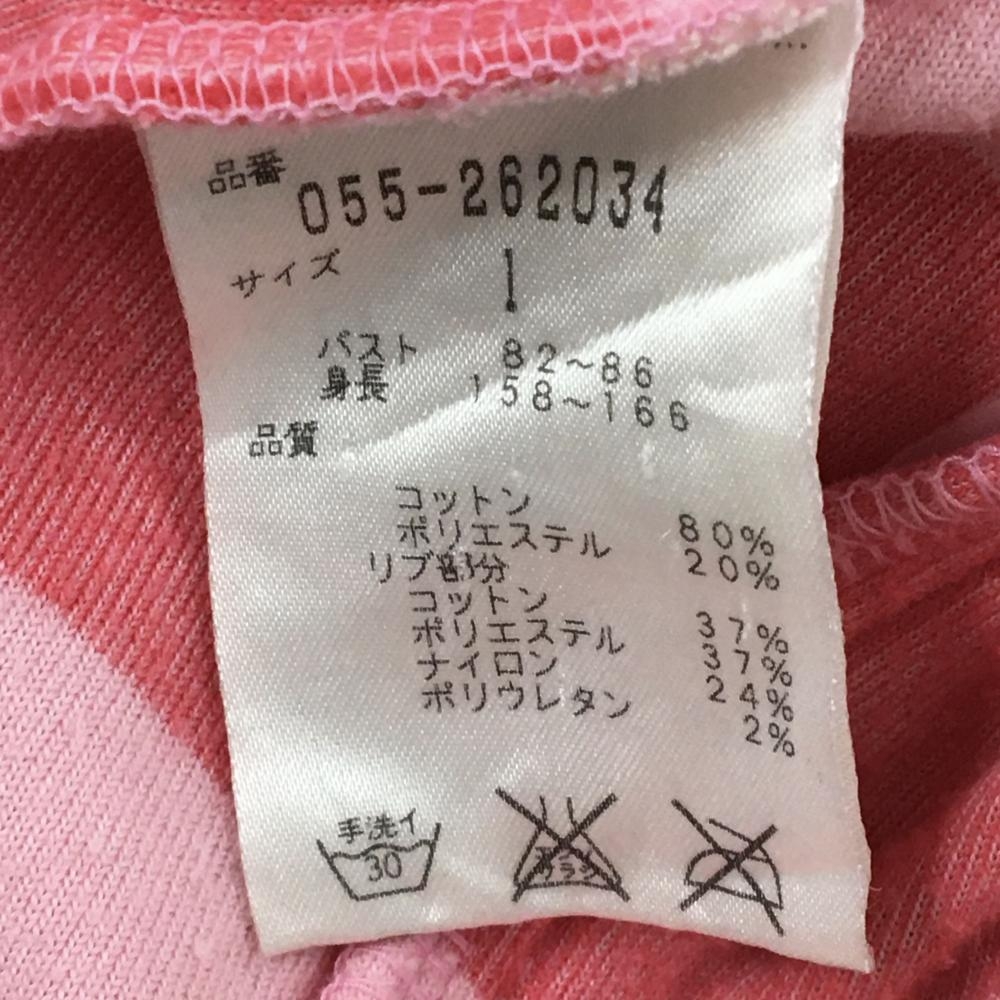 品番 055-262034
サイズ 1
バスト 82~86
身長 158~166
品質
コットン 80%
ポリエステル 20%
リブ部分
コットン 37%
ポリエステル 37%
ナイロン 24%
ポリウレタン 2%
手洗イ
30